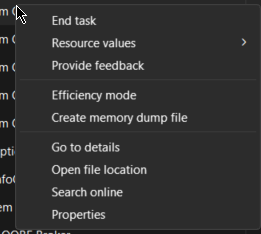 End task
Resource values
Provide feedback
Efficiency mode
Create memory dump file
Go to details
Open file location
Search online
Properties